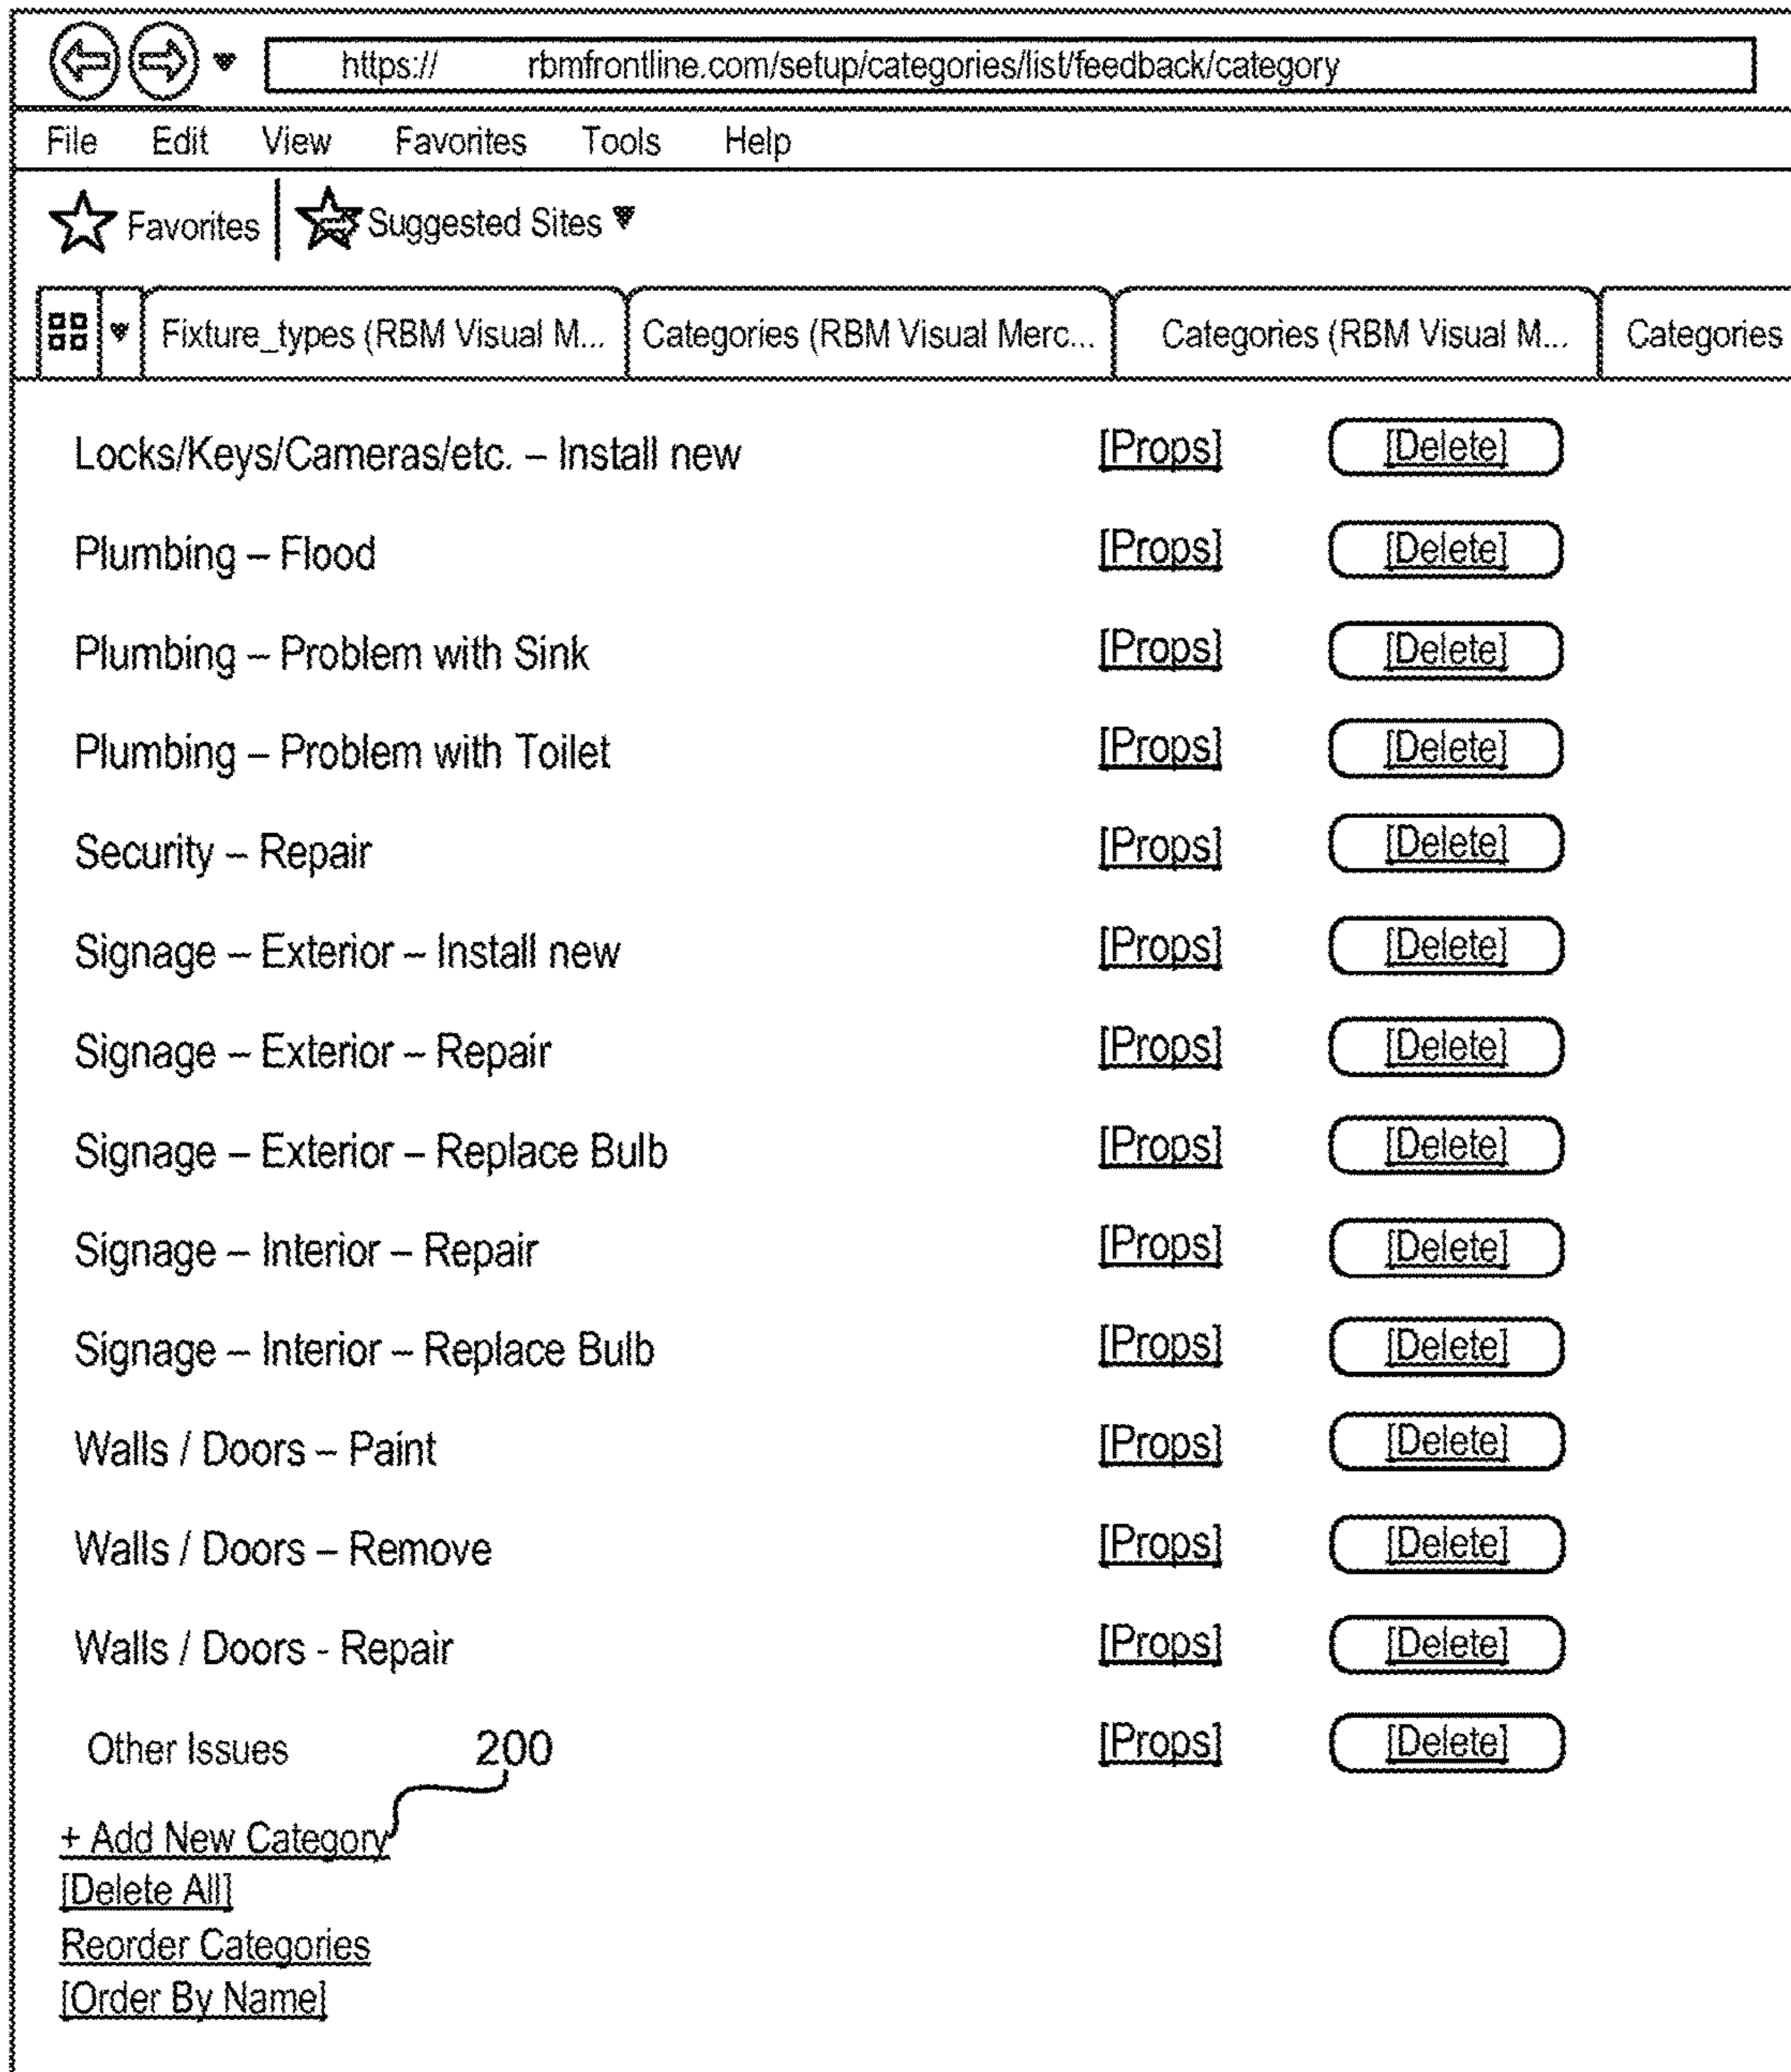 https:// rbmfrontline.com/setup/categories/list/feedback/category
File Edit View Favorites Tools Help
Favorites Suggested Sites
Fixture_types (RBM Visual M... Categories (RBM Visual Merc... Categories (RBM Visual M... Categories
Locks/Keys/Cameras/etc. – Install new [Props] [Delete]
Plumbing – Flood [Props] [Delete]
Plumbing – Problem with Sink [Props] [Delete]
Plumbing – Problem with Toilet [Props] [Delete]
Security – Repair [Props] [Delete]
Signage – Exterior – Install new [Props] [Delete]
Signage – Exterior – Repair [Props] [Delete]
Signage – Exterior – Replace Bulb [Props] [Delete]
Signage – Interior – Repair [Props] [Delete]
Signage – Interior – Replace Bulb [Props] [Delete]
Walls / Doors – Paint [Props] [Delete]
Walls / Doors – Remove [Props] [Delete]
Walls / Doors - Repair [Props] [Delete]
Other Issues 200 [Props] [Delete]
+ Add New Category
[Delete All]
Reorder Categories
[Order By Name]